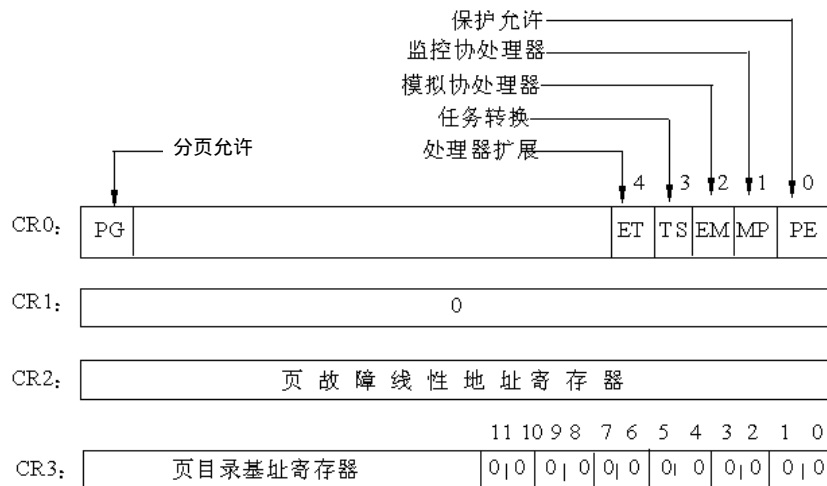 保护允许
监控协处理器
模拟协处理器
任务转换
分页允许
处理器扩展
4 3 2 1 0
CR0: PG ET TS EM MP PE
CR1: 0
CR2: 页故障线性地址寄存器
11 10 9 8 7 6 5 4 3 2 1 0
CR3: 页目录基址寄存器 0 0 0 0 0 0 0 0 0 0 0 0